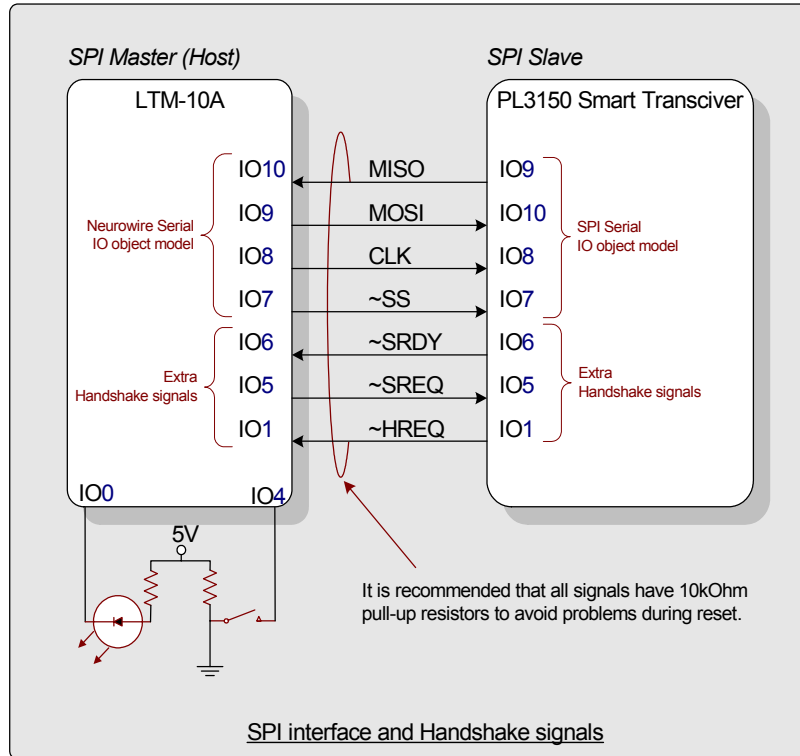 SPI Master (Host)
SPI Slave
LTM-10A
PL3150 Smart Transciver
IO10
MISO
IO9
IO9
MOSI
IO10
Neurowire Serial
IO object model
SPI Serial
IO object model
IO8
CLK
IO8
IO7
~SS
IO7
IO6
~SRDY
IO6
Extra
Handshake signals
IO5
~SREQ
IO5
Extra
Handshake signals
IO1
~HREQ
IO1
IO0
IO4
5V
It is recommended that all signals have 10kOhm
pull-up resistors to avoid problems during reset.
SPI interface and Handshake signals